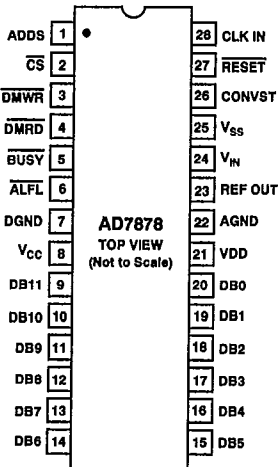 ADDS 1 28 CLK IN
CS 2 27 RESET
DMWR 3 26 CONVST
DMRD 4 25 VSS
BUSY 5 24 VIN
ALFL 6 23 REF OUT
DGND 7 22 AGND
VCC 8 21 VDD
AD7878
TOP VIEW
(Not to Scale)
DB11 9 20 DB0
DB10 10 19 DB1
DB9 11 18 DB2
DB8 12 17 DB3
DB7 13 16 DB4
DB6 14 15 DB5